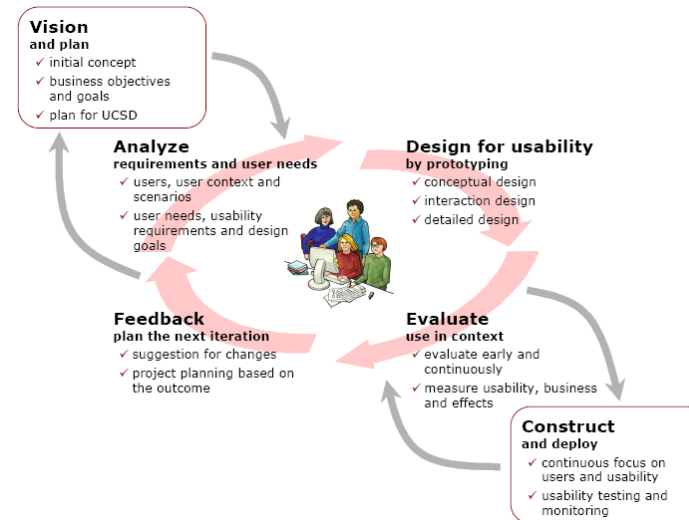 Vision
and plan
✓ initial concept
✓ business objectives
and goals
✓ plan for UCSD
Analyze
requirements and user needs
✓ users, user context and
scenarios
✓ user needs, usability
requirements and design
goals
Design for usability
by prototyping
✓ conceptual design
✓ interaction design
✓ detailed design
Feedback
plan the next iteration
✓ suggestion for changes
✓ project planning based on
the outcome
Evaluate
use in context
✓ evaluate early and
continuously
✓ measure usability, business
and effects
Construct
and deploy
✓ continuous focus on
users and usability
✓ usability testing and
monitoring